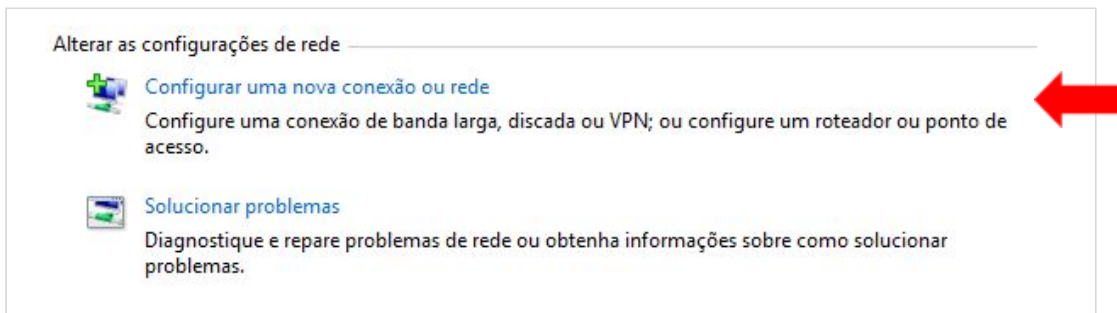 Alterar as configurações de rede
Configurar uma nova conexão ou rede
Configure uma conexão de banda larga, discada ou VPN; ou configure um roteador ou ponto de
acesso.
Solucionar problemas
Diagnostique e repare problemas de rede ou obtenha informações sobre como solucionar
problemas.